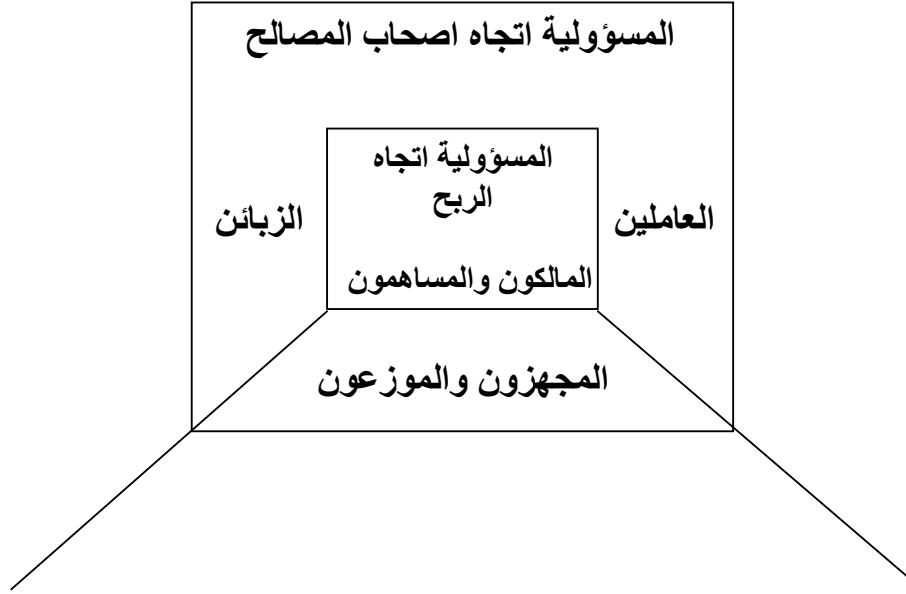 المسؤولية اتجاه اصحاب المصالح
المسؤولية اتجاه
الربح
العاملين
الزبائن
المالكون والمساهمون
المجهزون والموزعون